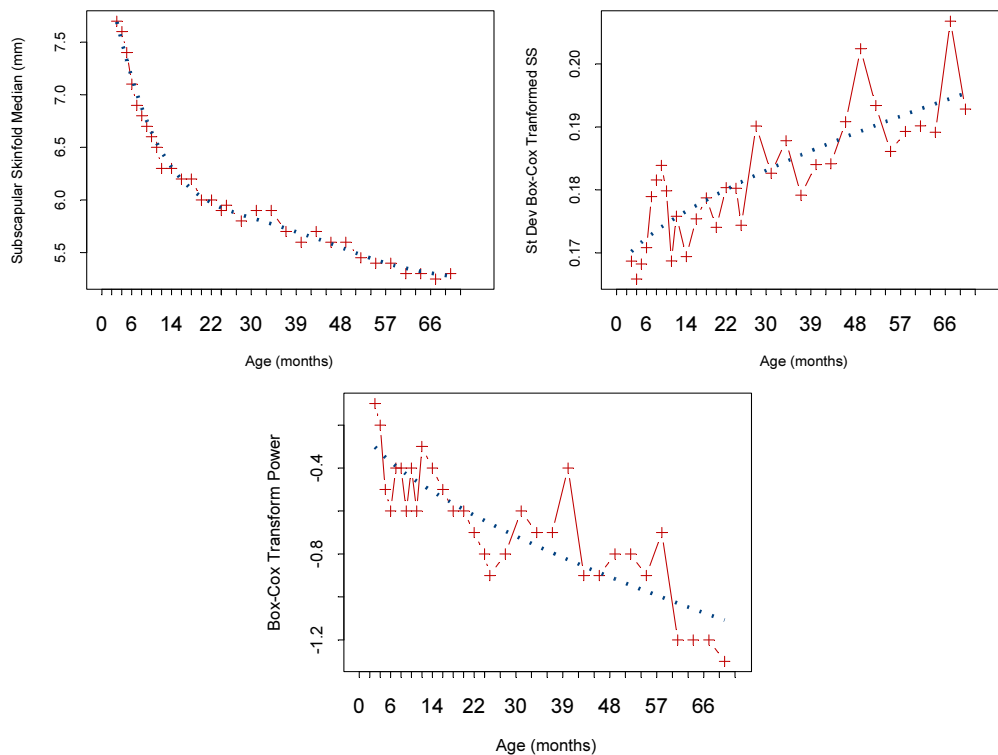 Subscapular Skinfold Median (mm)
7.5
7.0
6.5
6.0
5.5
0 6 14 22 30 39 48 57 66
Age (months)
St Dev Box-Cox Tranformed SS
0.20
0.19
0.18
0.17
0 6 14 22 30 39 48 57 66
Age (months)
Box-Cox Transform Power
-0.4
-0.8
-1.2
0 6 14 22 30 39 48 57 66
Age (months)